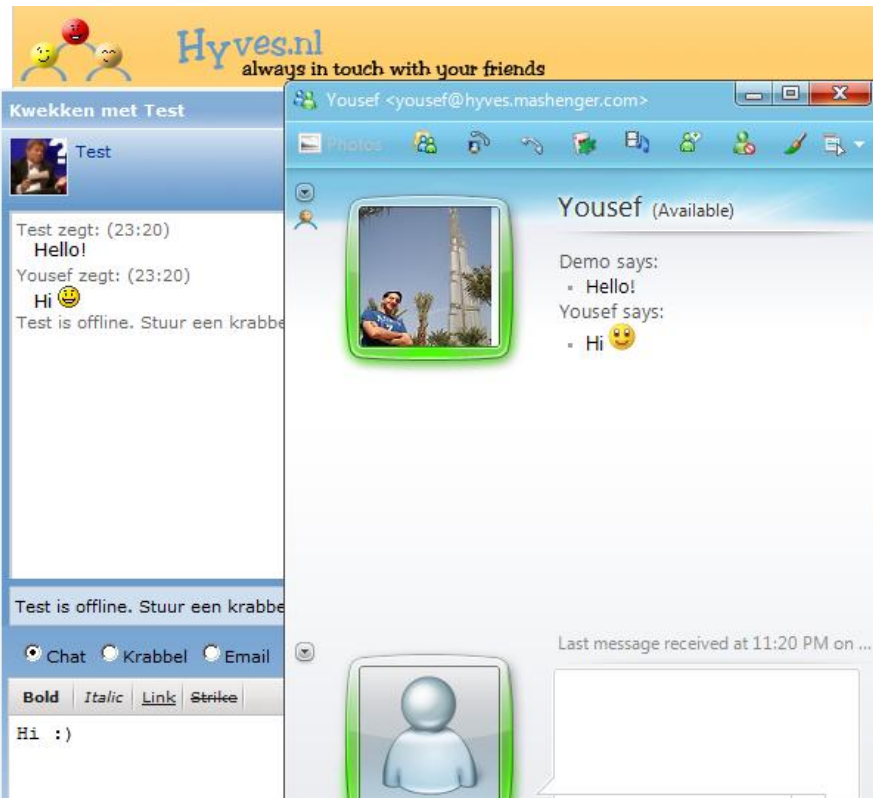 Hyves.nl
always in touch with your friends
Kwekken met Test
Test
Test zegt: (23:20)
Hello!
Yousef zegt: (23:20)
Hi
Test is offline. Stuur een krabbe
Test is offline. Stuur een krabbe
Chat Krabbel Email
Bold Italic Link Strike
Hi :)
Yousef <yousef@hyves.mashenger.com>
Photos
Yousef (Available)
Demo says:
Hello!
Yousef says:
Hi
Last message received at 11:20 PM on ...